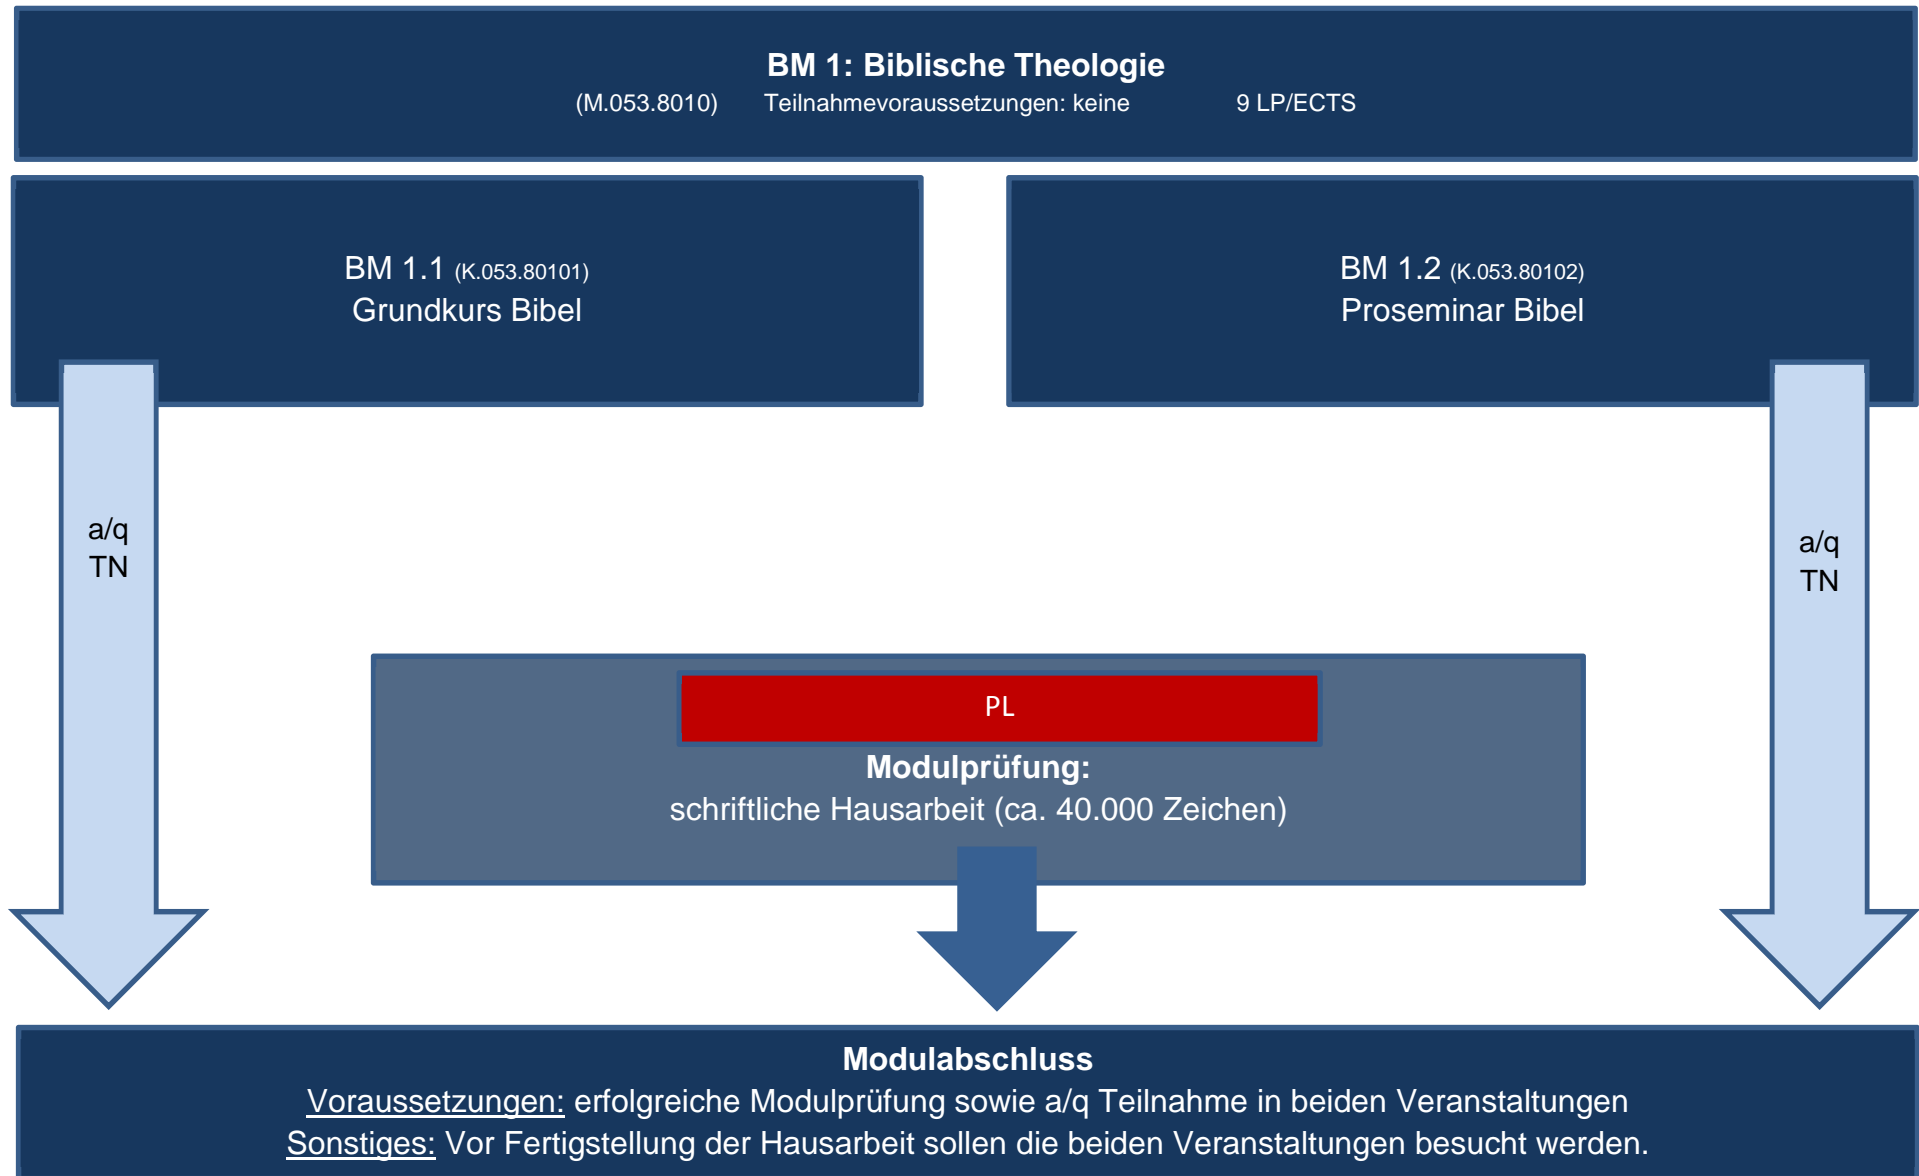 BM 1: Biblische Theologie
(M.053.8010) Teilnahmevoraussetzungen: keine 9 LP/ECTS
BM 1.1 (K.053.80101)
Grundkurs Bibel
BM 1.2 (K.053.80102)
Proseminar Bibel
a/q
TN
a/q
TN
PL
Modulprüfung:
schriftliche Hausarbeit (ca. 40.000 Zeichen)
Modulabschluss
Voraussetzungen: erfolgreiche Modulprüfung sowie a/q Teilnahme in beiden Veranstaltungen
Sonstiges: Vor Fertigstellung der Hausarbeit sollen die beiden Veranstaltungen besucht werden.